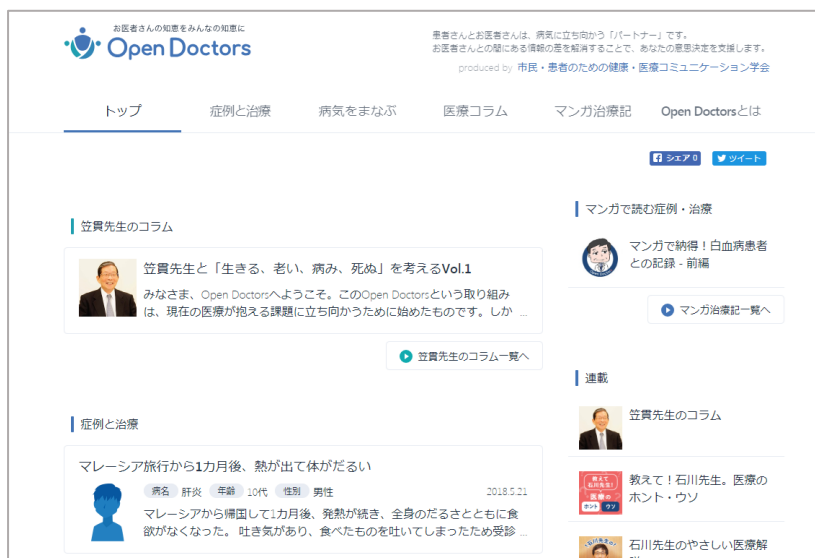 お医者さんの知恵をみんなの知恵に
Open Doctors
患者さんとお医者さんは、病気に立ち向かう「パートナー」です。
お医者さんとの間にある情報の差を解消することで、あなたの意思決定を支援します。
produced by 市民・患者のための健康・医療コミュニケーション学会
トップ 症例と治療 病気をまなぶ 医療コラム マンガ治療記 Open Doctorsとは
シェア 0 ツイート
笠貫先生のコラム
笠貫先生と「生きる、老い、病み、死ぬ」を考えるVol.1
みなさま、Open Doctorsへようこそ。このOpen Doctorsという取り組み
は、現在の医療が抱える課題に立ち向かうために始めたものです。しか ...
笠貫先生のコラム一覧へ
症例と治療
マレーシア旅行から1カ月後、熱が出て体がだるい
病名 肝炎 年齢 10代 性別 男性 2018.5.21
マレーシアから帰国して1カ月後、発熱が続き、全身のだるさとともに食
欲がなくなった。 吐き気があり、食べたものを吐いてしまったため受診 ...
マンガで読む症例・治療
マンガで納得！白血病患者
との記録 - 前編
マンガ治療記一覧へ
連載
笠貫先生のコラム
教えて
石川先生!
医療の
ホント ウソ
教えて！石川先生。医療の
ホント・ウソ
石川先生のやさしい医療解